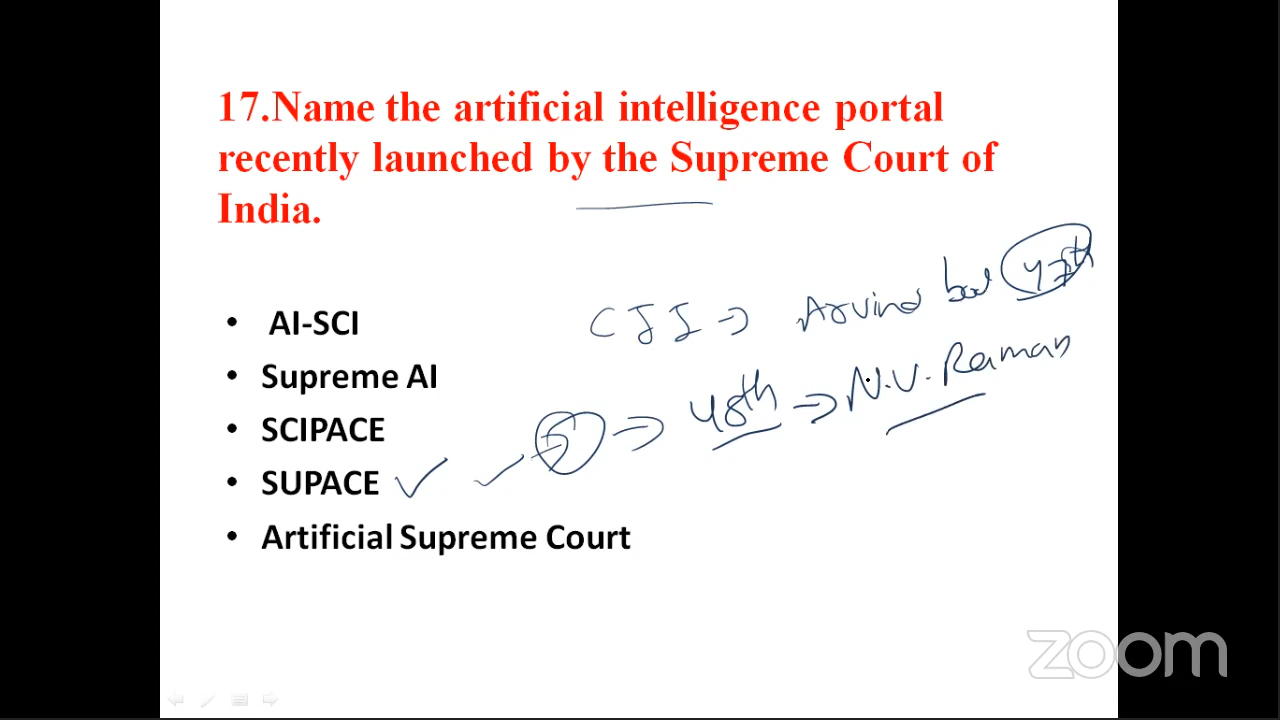 17.Name the artificial intelligence portal
recently launched by the Supreme Court of
India.
CJI → Arvind 47th
• AI-SCI
• Supreme AI
48th → N.V. Raman
• SCIPACE
• SUPACE ✓
• Artificial Supreme Court
zoom